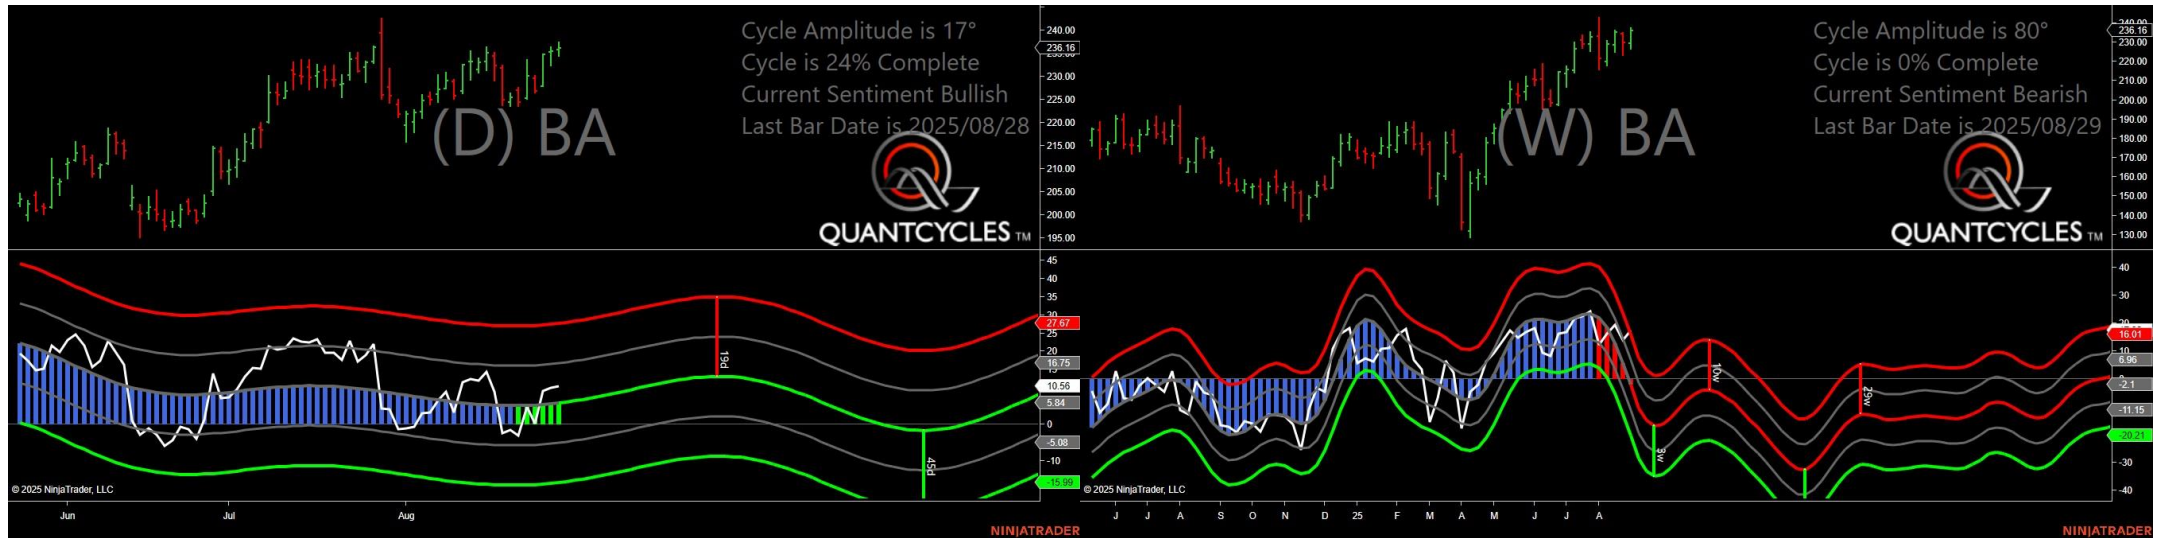 Cycle Amplitude is 17°
Cycle is 24% Complete
Current Sentiment Bullish
Last Bar Date is 2025/08/28
(D) BA
QUANTCYCLES TM
240.00
236.16
230.00
225.00
220.00
215.00
210.00
205.00
200.00
195.00
45
40
35
30
27.67
25
20
16.75
10.56
5.84
0
-5.08
-10
-15.99
19d
45d
© 2025 NinjaTrader, LLC
Jun Jul Aug
NINJATRADER
Cycle Amplitude is 80°
Cycle is 0% Complete
Current Sentiment Bearish
Last Bar Date is 2025/08/29
(W) BA
QUANTCYCLES TM
240.00
236.16
230.00
220.00
210.00
200.00
190.00
180.00
170.00
160.00
150.00
140.00
130.00
40
30
20
16.01
10
6.96
-2.1
-11.15
-20.21
-30
-40
10w
29w
3w
© 2025 NinjaTrader, LLC
J J A S O N D 25 F M A M J J A
NINJATRADER